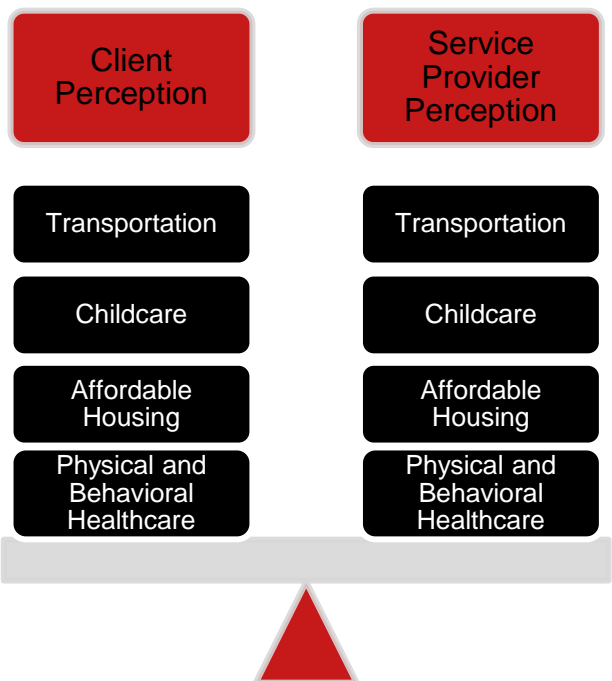 Client
Perception
Service
Provider
Perception
Transportation
Transportation
Childcare
Childcare
Affordable
Housing
Affordable
Housing
Physical and
Behavioral
Healthcare
Physical and
Behavioral
Healthcare